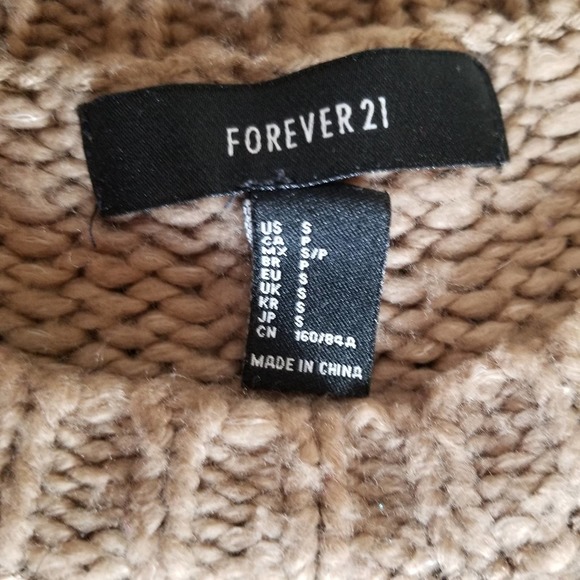 FOREVER 21
US S
CA P
MX S/P
BR P
EU S
UK S
KR S
JP S
CN 160/84A
MADE IN CHINA